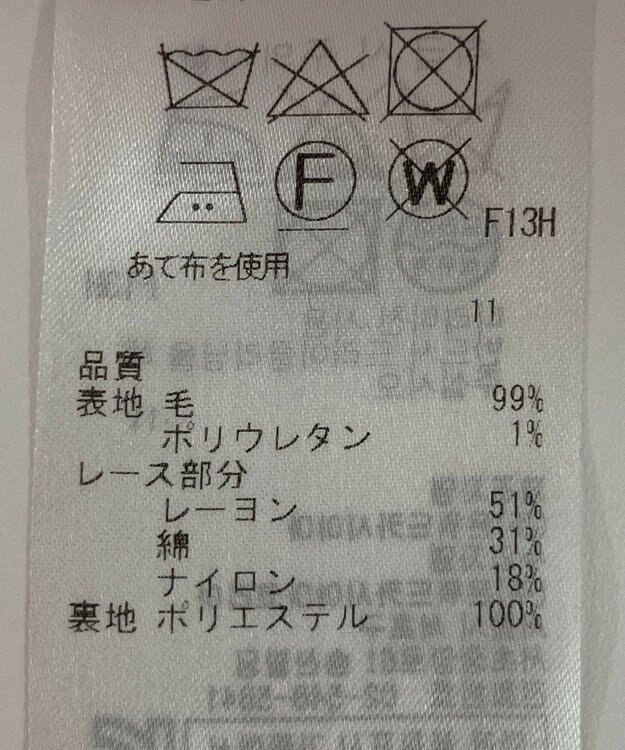 F W F13H
あて布を使用
11
品質
表地 毛 99%
ポリウレタン 1%
レース部分
レーヨン 51%
綿 31%
ナイロン 18%
裏地 ポリエステル 100%